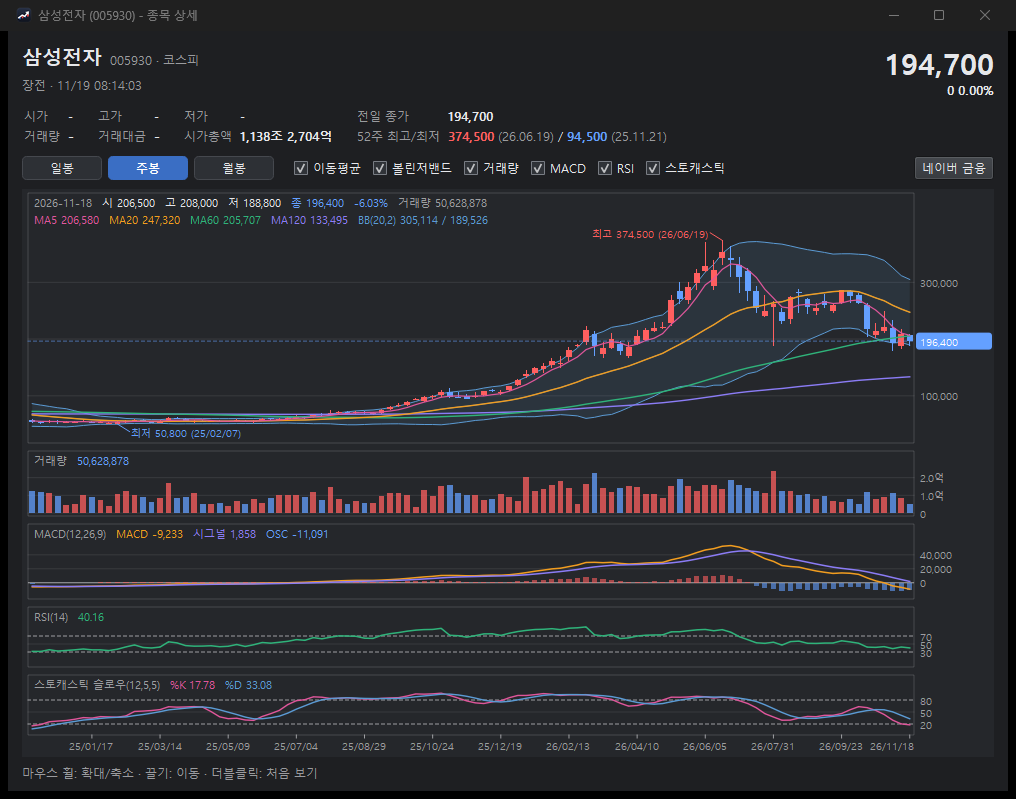 삼성전자 (005930) - 종목 상세
삼성전자 005930 · 코스피
194,700
장전 · 11/19 08:14:03
0 0.00%
시가 - 고가 - 저가 - 전일 종가 194,700
거래량 - 거래대금 - 시가총액 1,138조 2,704억 52주 최고/최저 374,500 (26.06.19) / 94,500 (25.11.21)
일봉 주봉 월봉 이동평균 볼린저밴드 거래량 MACD RSI 스토캐스틱 네이버 금융
2026-11-18 시 206,500 고 208,000 저 188,800 종 196,400 -6.03% 거래량 50,628,878
MA5 206,580 MA20 247,320 MA60 205,707 MA120 133,495 BB(20,2) 305,114 / 189,526
최고 374,500 (26/06/19)
300,000
196,400
100,000
최저 50,800 (25/02/07)
거래량 50,628,878
2.0억
1.0억
0
MACD(12,26,9) MACD -9,233 시그널 1,858 OSC -11,091
40,000
20,000
0
RSI(14) 40.16
70
50
30
스토캐스틱 슬로우(12,5,5) %K 17.78 %D 33.08
80
50
20
25/01/17 25/03/14 25/05/09 25/07/04 25/08/29 25/10/24 25/12/19 26/02/13 26/04/10 26/06/05 26/07/31 26/09/23 26/11/18
마우스 휠: 확대/축소 · 끌기: 이동 · 더블클릭: 처음 보기